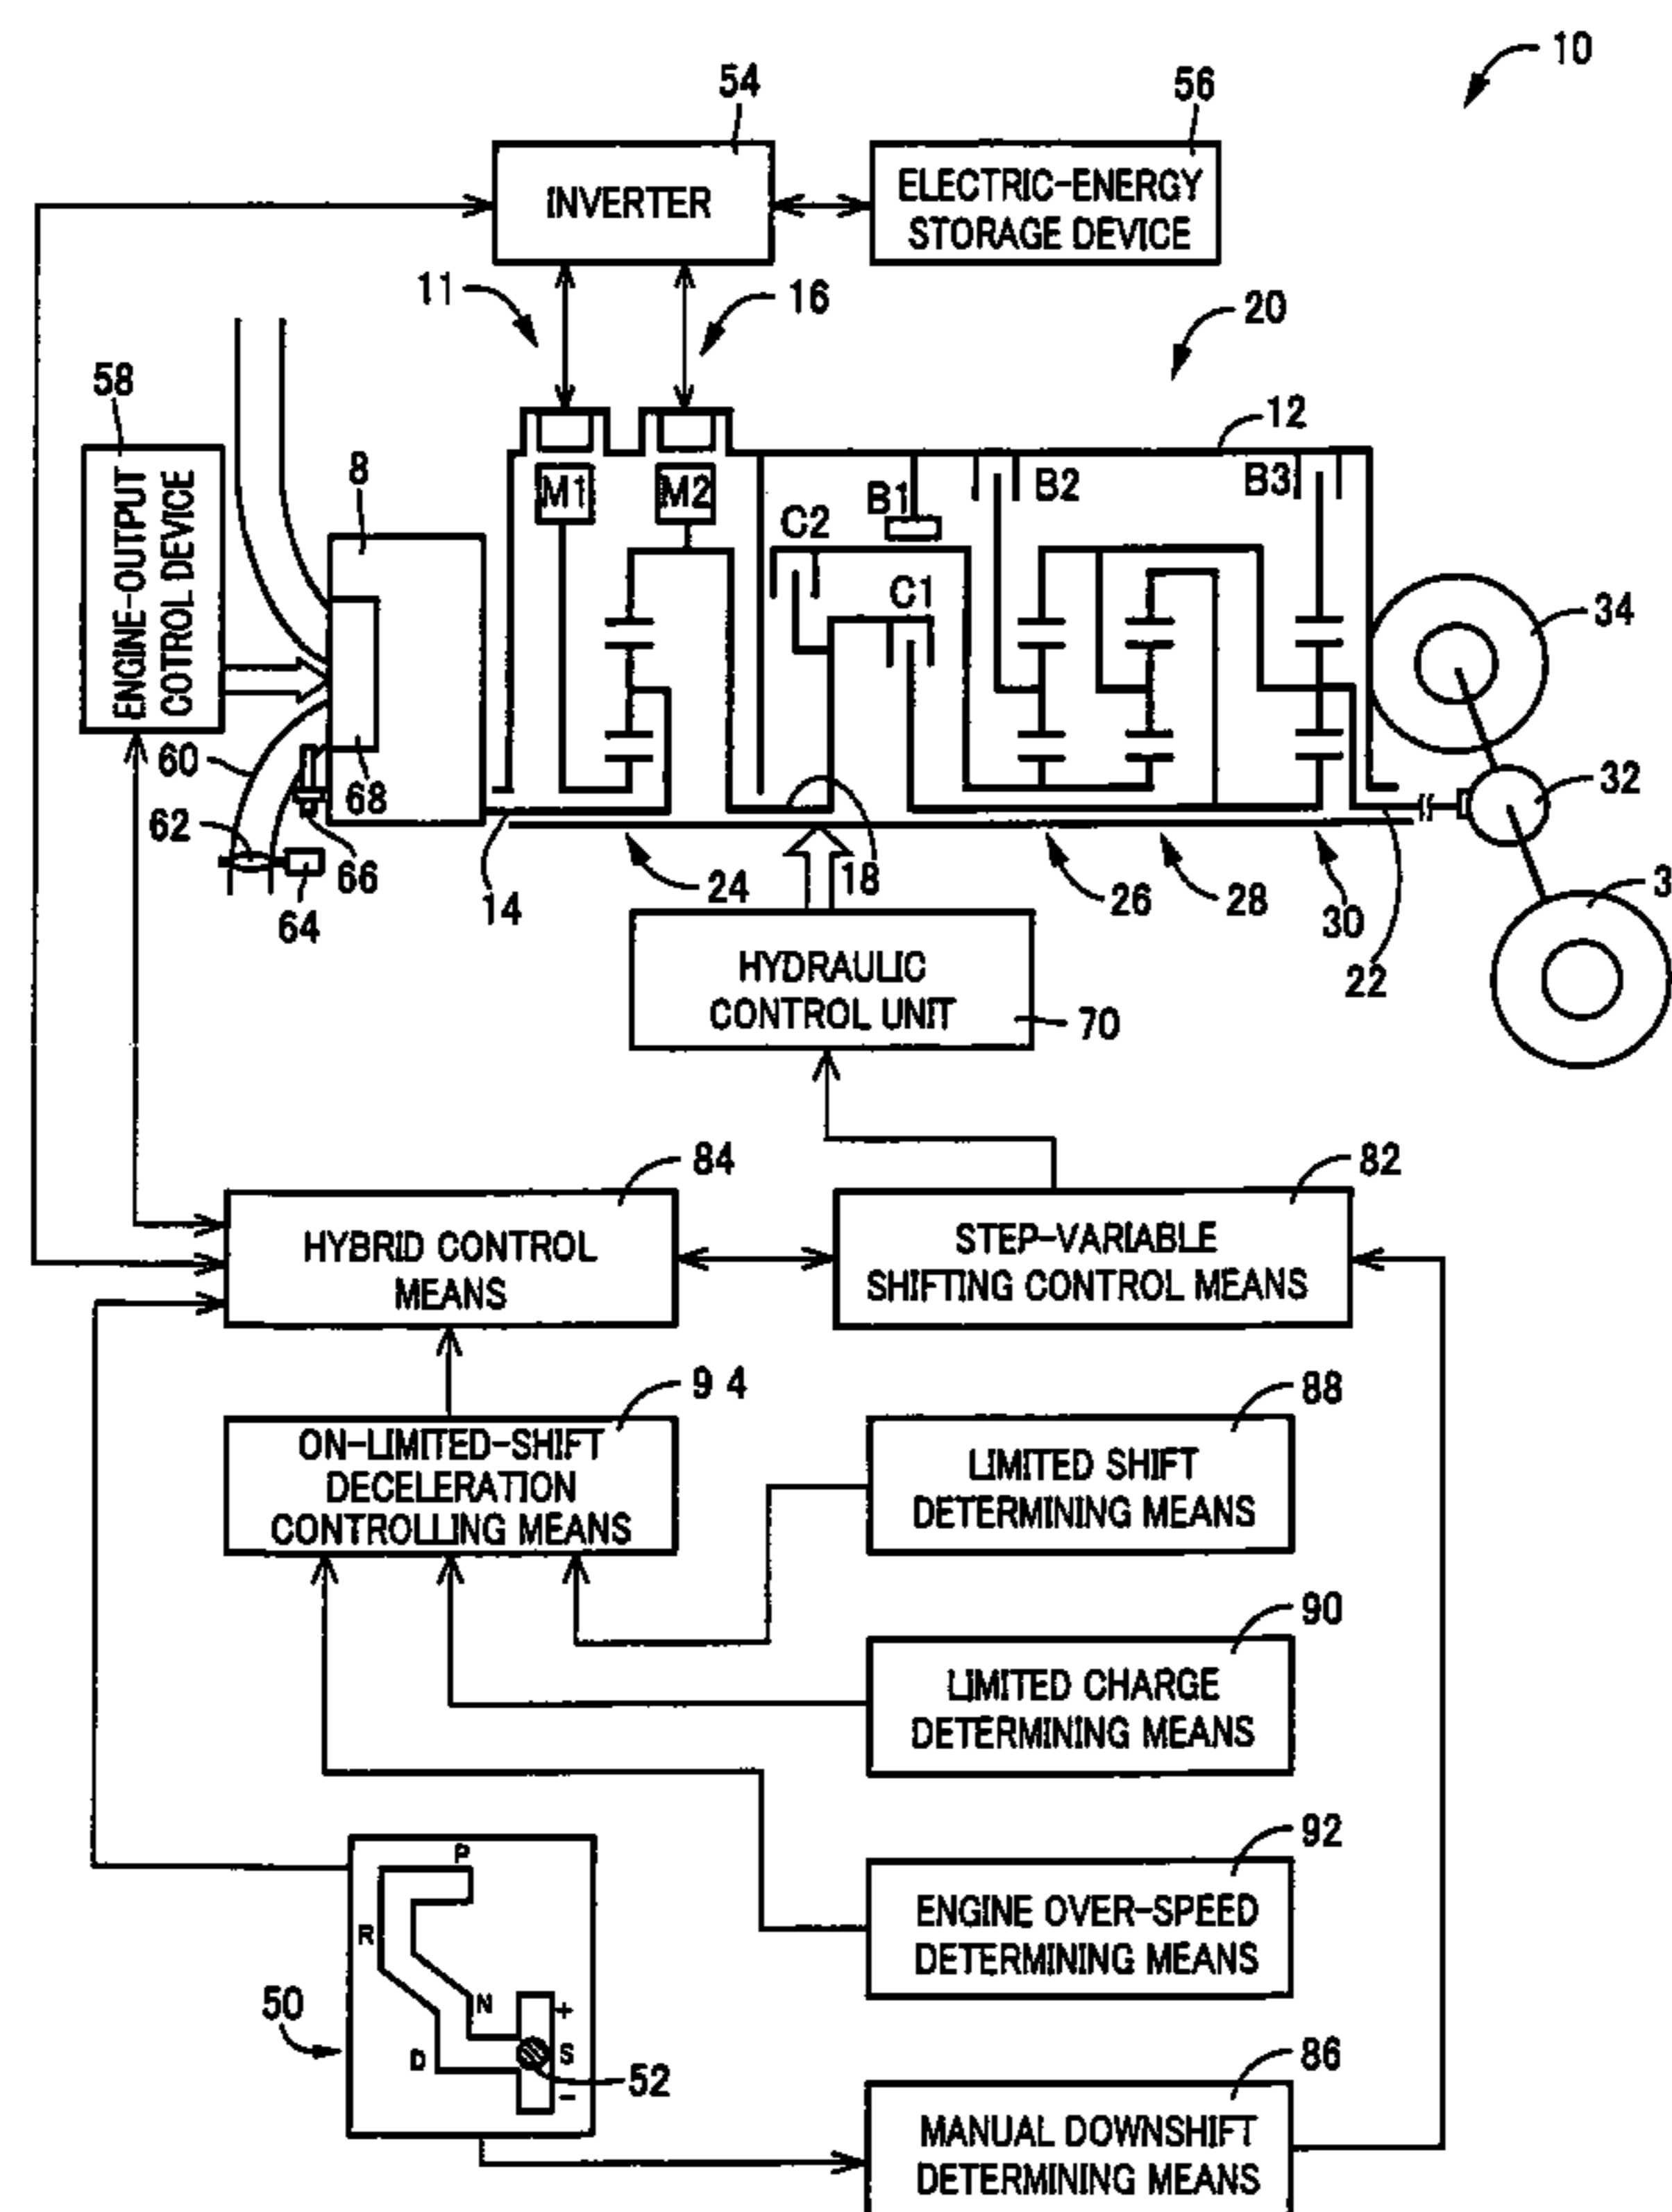 10
54
56
INVERTER
ELECTRIC-ENERGY
STORAGE DEVICE
11
16
20
58
12
8
ENGINE-OUTPUT
COTROL DEVICE
M1
M2
B1
B2
B3
C2
C1
34
60
68
32
62
66
18
24
14
26
28
30
3
64
22
HYDRAULIC
CONTROL UNIT
70
84
82
HYBRID CONTROL
MEANS
STEP-VARIABLE
SHIFTING CONTROL MEANS
9 4
88
ON-LIMITED-SHIFT
DECELERATION
CONTROLLING MEANS
LIMITED SHIFT
DETERMINING MEANS
90
LIMITED CHARGE
DETERMINING MEANS
92
P
R
ENGINE OVER-SPEED
DETERMINING MEANS
50
N
+
D
S
52
-
86
MANUAL DOWNSHIFT
DETERMINING MEANS